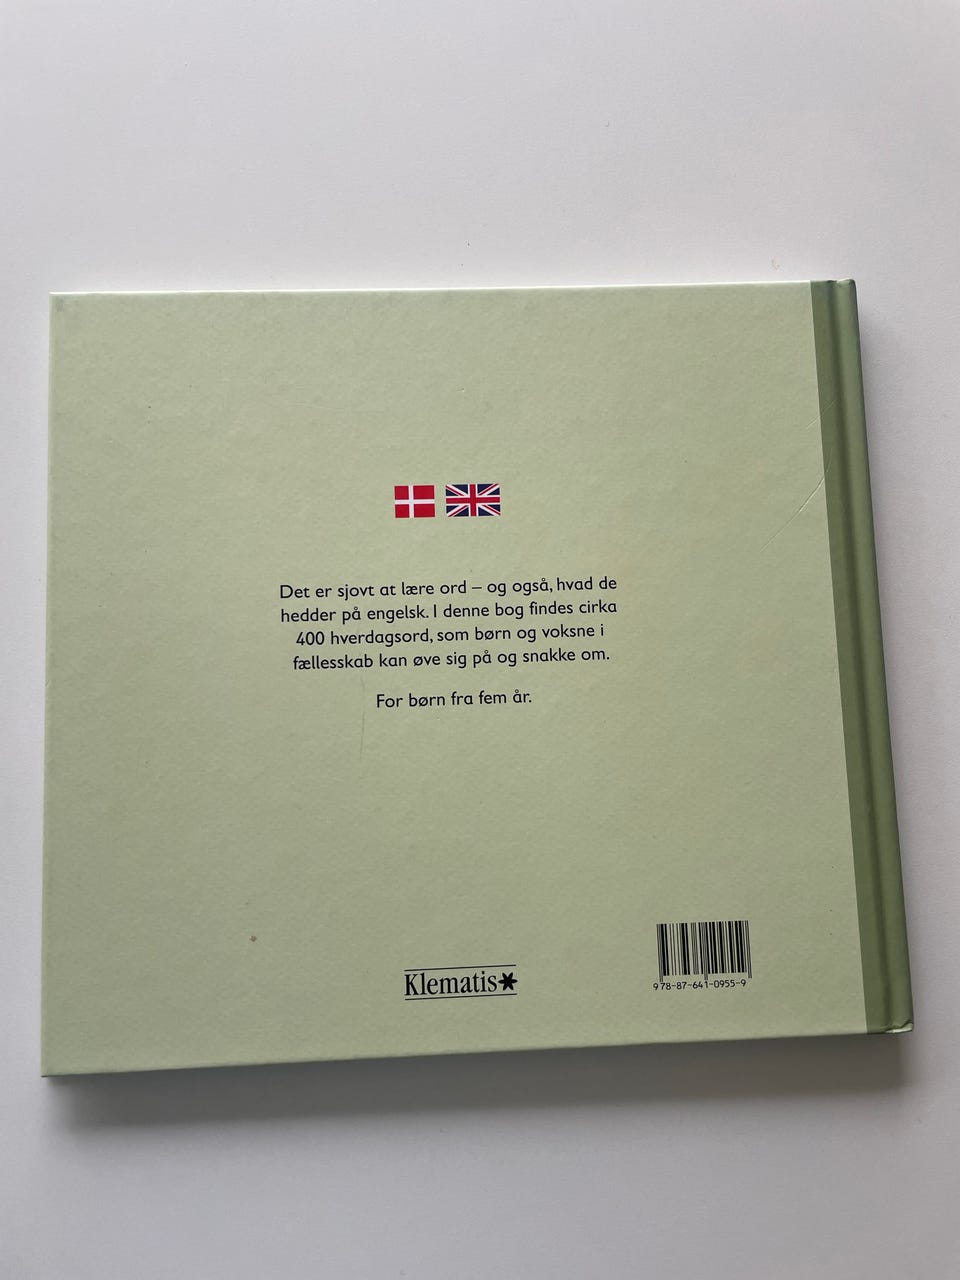 Det er sjovt at lære ord – og også, hvad de
hedder på engelsk. I denne bog findes cirka
400 hverdagsord, som børn og voksne i
fællesskab kan øve sig på og snakke om.
For børn fra fem år.
Klematis
978-87-641-0955-9